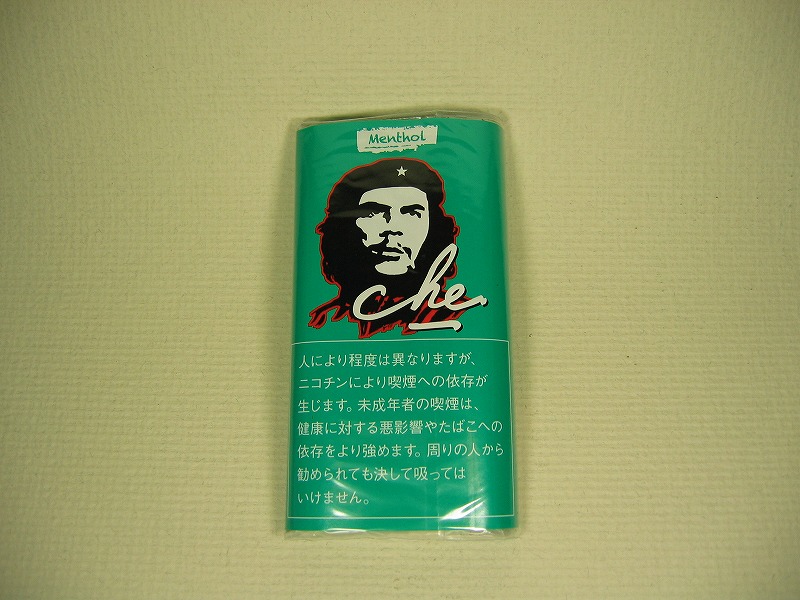 Menthol
che
人により程度は異なりますが、
ニコチンにより喫煙への依存が
生じます。未成年者の喫煙は、
健康に対する悪影響やたばこへの
依存をより強めます。周りの人から
勧められても決して吸っては
いけません。